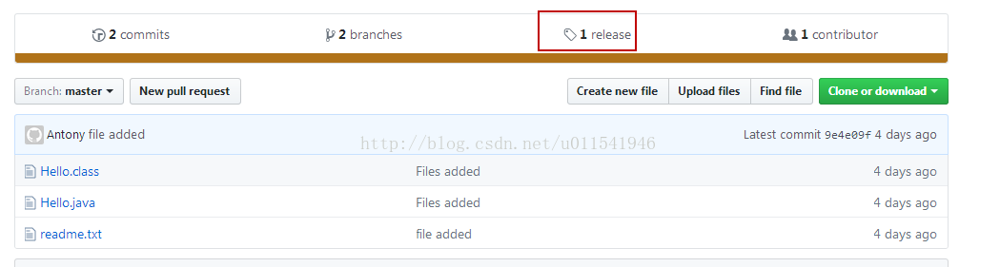 2 commits 2 branches 1 release 1 contributor
Branch: master New pull request Create new file Upload files Find file Clone or download
Antony file added Latest commit 9e4e09f 4 days ago
http://blog.csdn.net/u011541946
Hello.class Files added 4 days ago
Hello.java Files added 4 days ago
readme.txt file added 4 days ago